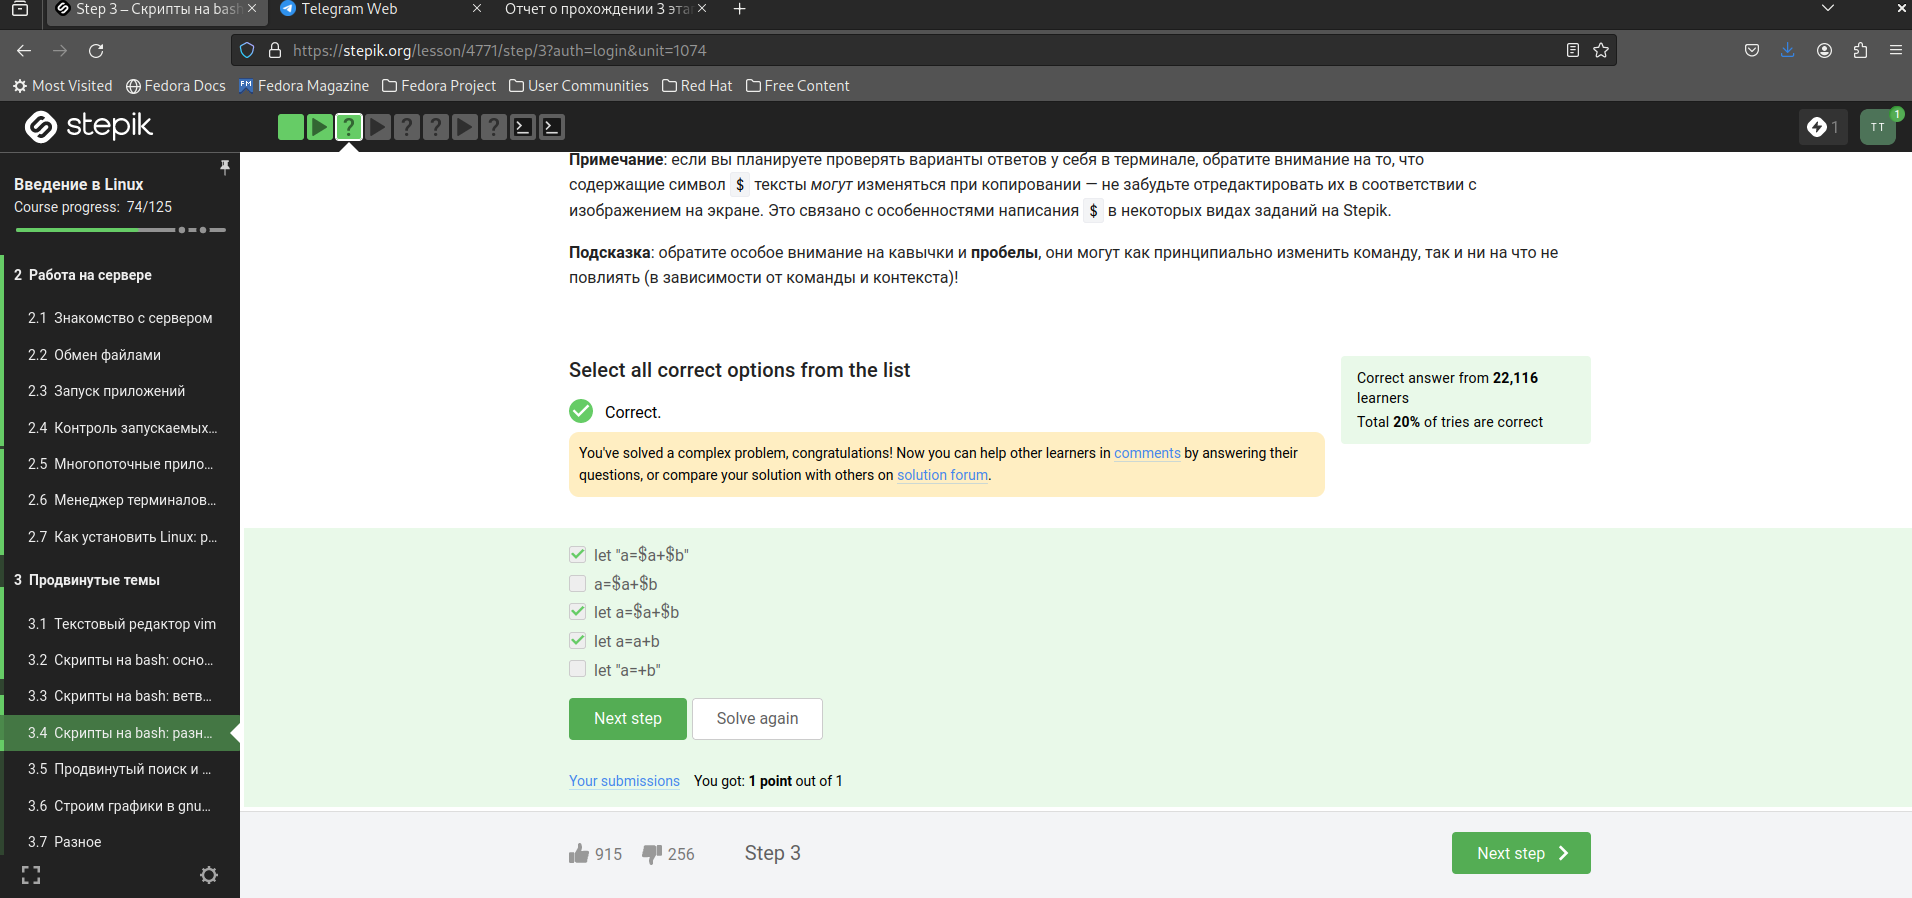 Step 3 – Скрипты на bash
Telegram Web
Отчет о прохождении 3 эта
https://stepik.org/lesson/4771/step/3?auth=login&unit=1074
Most Visited
Fedora Docs
Fedora Magazine
Fedora Project
User Communities
Red Hat
Free Content
stepik
1
TT
1
Введение в Linux
Course progress: 74/125
2 Работа на сервере
2.1 Знакомство с сервером
2.2 Обмен файлами
2.3 Запуск приложений
2.4 Контроль запускаемых...
2.5 Многопоточные прило...
2.6 Менеджер терминалов...
2.7 Как установить Linux: р...
3 Продвинутые темы
3.1 Текстовый редактор vim
3.2 Скрипты на bash: осно...
3.3 Скрипты на bash: ветв...
3.4 Скрипты на bash: разн...
3.5 Продвинутый поиск и ...
3.6 Строим графики в gnu...
3.7 Разное
Примечание: если вы планируете проверять варианты ответов у себя в терминале, обратите внимание на то, что
содержащие символ $ тексты могут изменяться при копировании — не забудьте отредактировать их в соответствии с
изображением на экране. Это связано с особенностями написания $ в некоторых видах заданий на Stepik.
Подсказка: обратите особое внимание на кавычки и пробелы, они могут как принципиально изменить команду, так и ни на что не
повлиять (в зависимости от команды и контекста)!
Select all correct options from the list
Correct.
You've solved a complex problem, congratulations! Now you can help other learners in comments by answering their
questions, or compare your solution with others on solution forum.
Correct answer from 22,116
learners
Total 20% of tries are correct
let "a=$a+$b"
a=$a+$b
let a=$a+$b
let a=a+b
let "a=+b"
Next step
Solve again
Your submissions You got: 1 point out of 1
915
256
Step 3
Next step